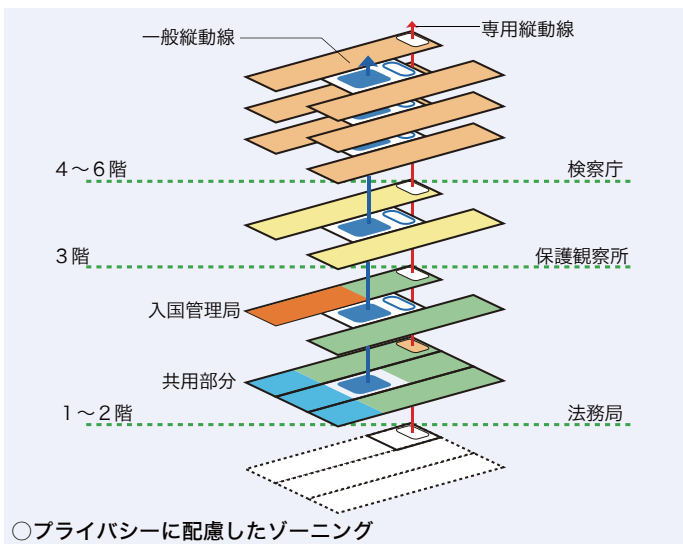 一般縦動線
専用縦動線
4～6階
検察庁
3階
保護観察所
入国管理局
共用部分
1～2階
法務局
○プライバシーに配慮したゾーニング